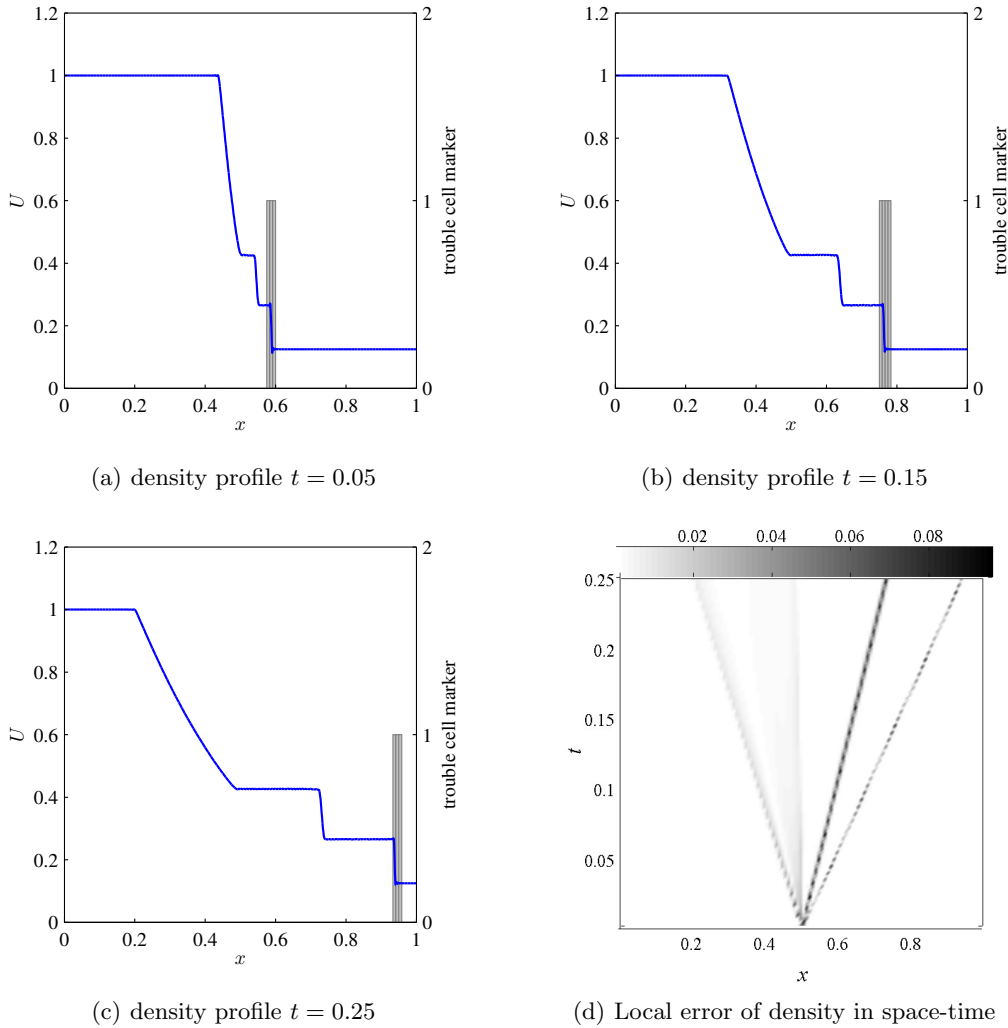 1.2
1
0.8
0.6
0.4
0.2
0
U
2
1
0
trouble cell marker
0 0.2 0.4 0.6 0.8 1
x
(a) density profile t = 0.05
1.2
1
0.8
0.6
0.4
0.2
0
U
2
1
0
trouble cell marker
0 0.2 0.4 0.6 0.8 1
x
(b) density profile t = 0.15
1.2
1
0.8
0.6
0.4
0.2
0
U
2
1
0
trouble cell marker
0 0.2 0.4 0.6 0.8 1
x
(c) density profile t = 0.25
0.02 0.04 0.06 0.08
0.25
0.2
0.15
0.1
0.05
t
0.2 0.4 0.6 0.8
x
(d) Local error of density in space-time